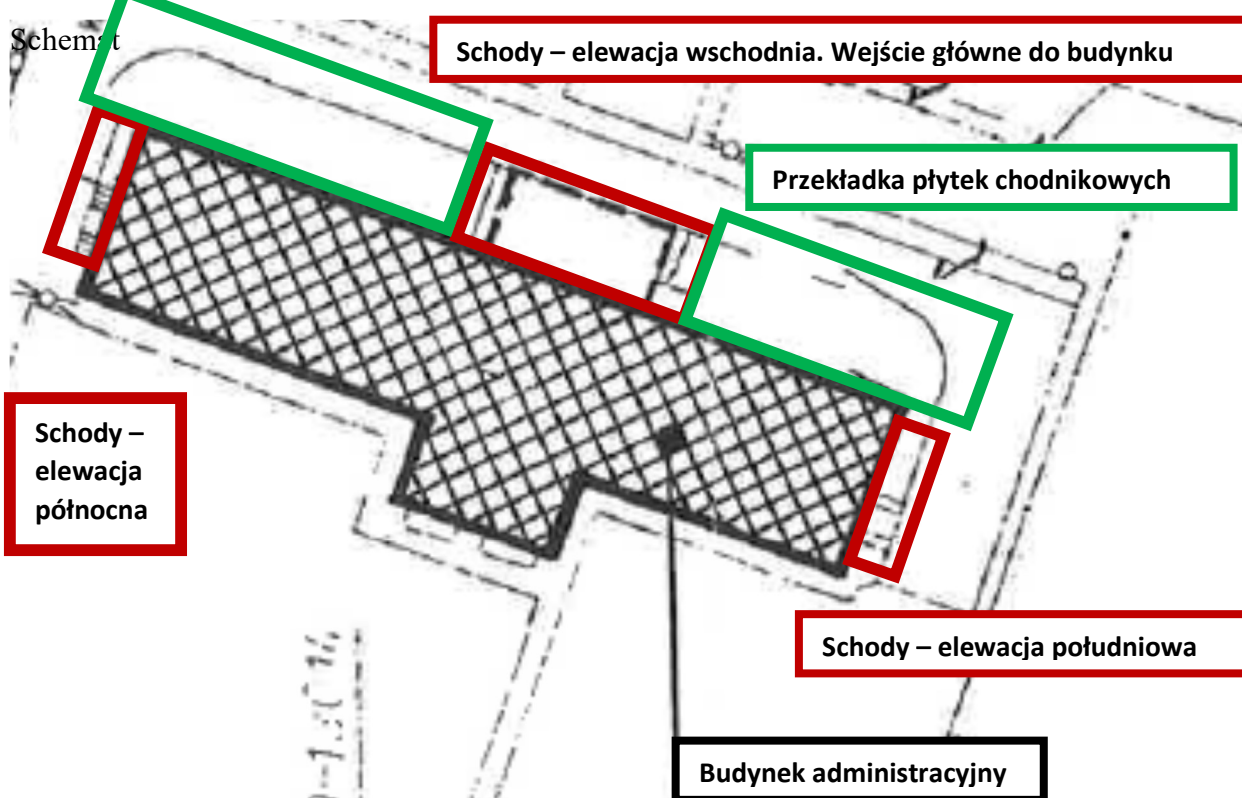 Schemat
Schody – elewacja wschodnia. Wejście główne do budynku
Przekładka płytek chodnikowych
Schody –
elewacja
północna
Schody – elewacja południowa
Budynek administracyjny